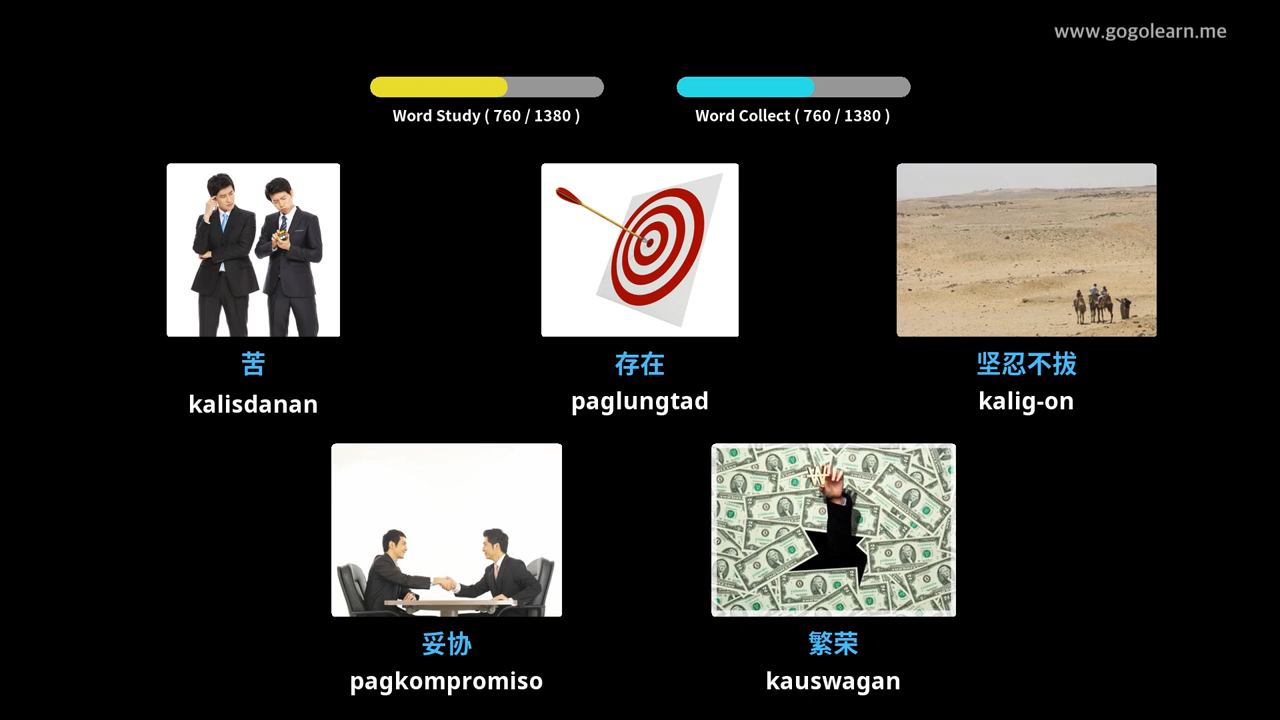 www.gogolearn.me
Word Study ( 760 / 1380 )
Word Collect ( 760 / 1380 )
苦
kalisdanan
存在
paglungtad
坚忍不拔
kalig-on
妥协
pagkompromiso
繁荣
kauswagan